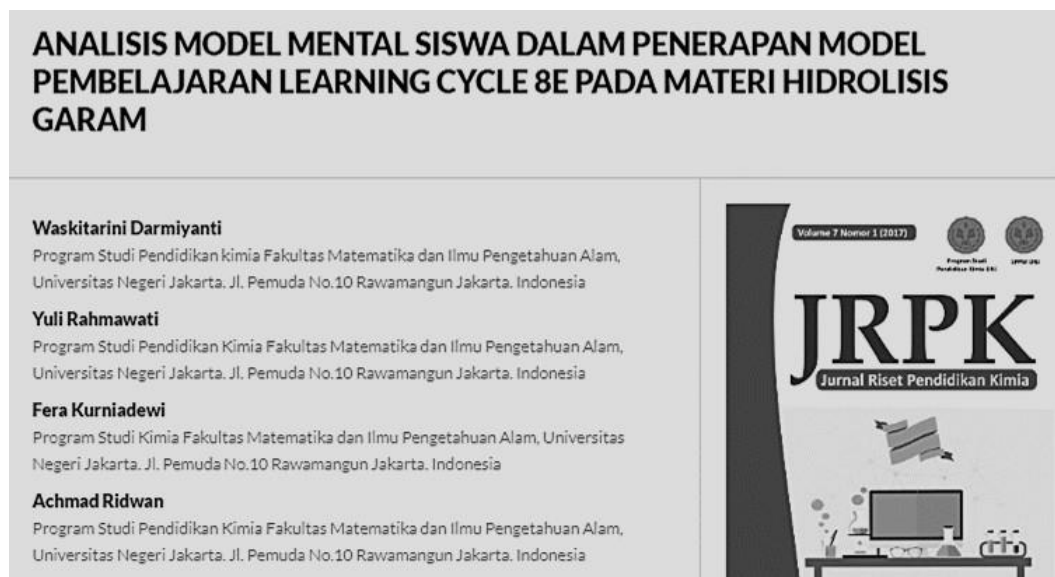 ANALISIS MODEL MENTAL SISWA DALAM PENERAPAN MODEL
PEMBELAJARAN LEARNING CYCLE 8E PADA MATERI HIDROLISIS
GARAM
Waskitarini Darmiyanti
Program Studi Pendidikan kimia Fakultas Matematika dan Ilmu Pengetahuan Alam,
Universitas Negeri Jakarta. Jl. Pemuda No.10 Rawamangun Jakarta. Indonesia
Yuli Rahmawati
Program Studi Pendidikan Kimia Fakultas Matematika dan Ilmu Pengetahuan Alam,
Universitas Negeri Jakarta. Jl. Pemuda No.10 Rawamangun Jakarta. Indonesia
Fera Kurniadewi
Program Studi Kimia Fakultas Matematika dan Ilmu Pengetahuan Alam, Universitas
Negeri Jakarta. Jl. Pemuda No.10 Rawamangun Jakarta. Indonesia
Achmad Ridwan
Program Studi Pendidikan Kimia Fakultas Matematika dan Ilmu Pengetahuan Alam,
Universitas Negeri Jakarta. Jl. Pemuda No.10 Rawamangun Jakarta. Indonesia
Volume 7 Nomor 1 (2017)
Program Studi
Pendidikan Kimia UNJ
JRPK
Jurnal Riset Pendidikan Kimia